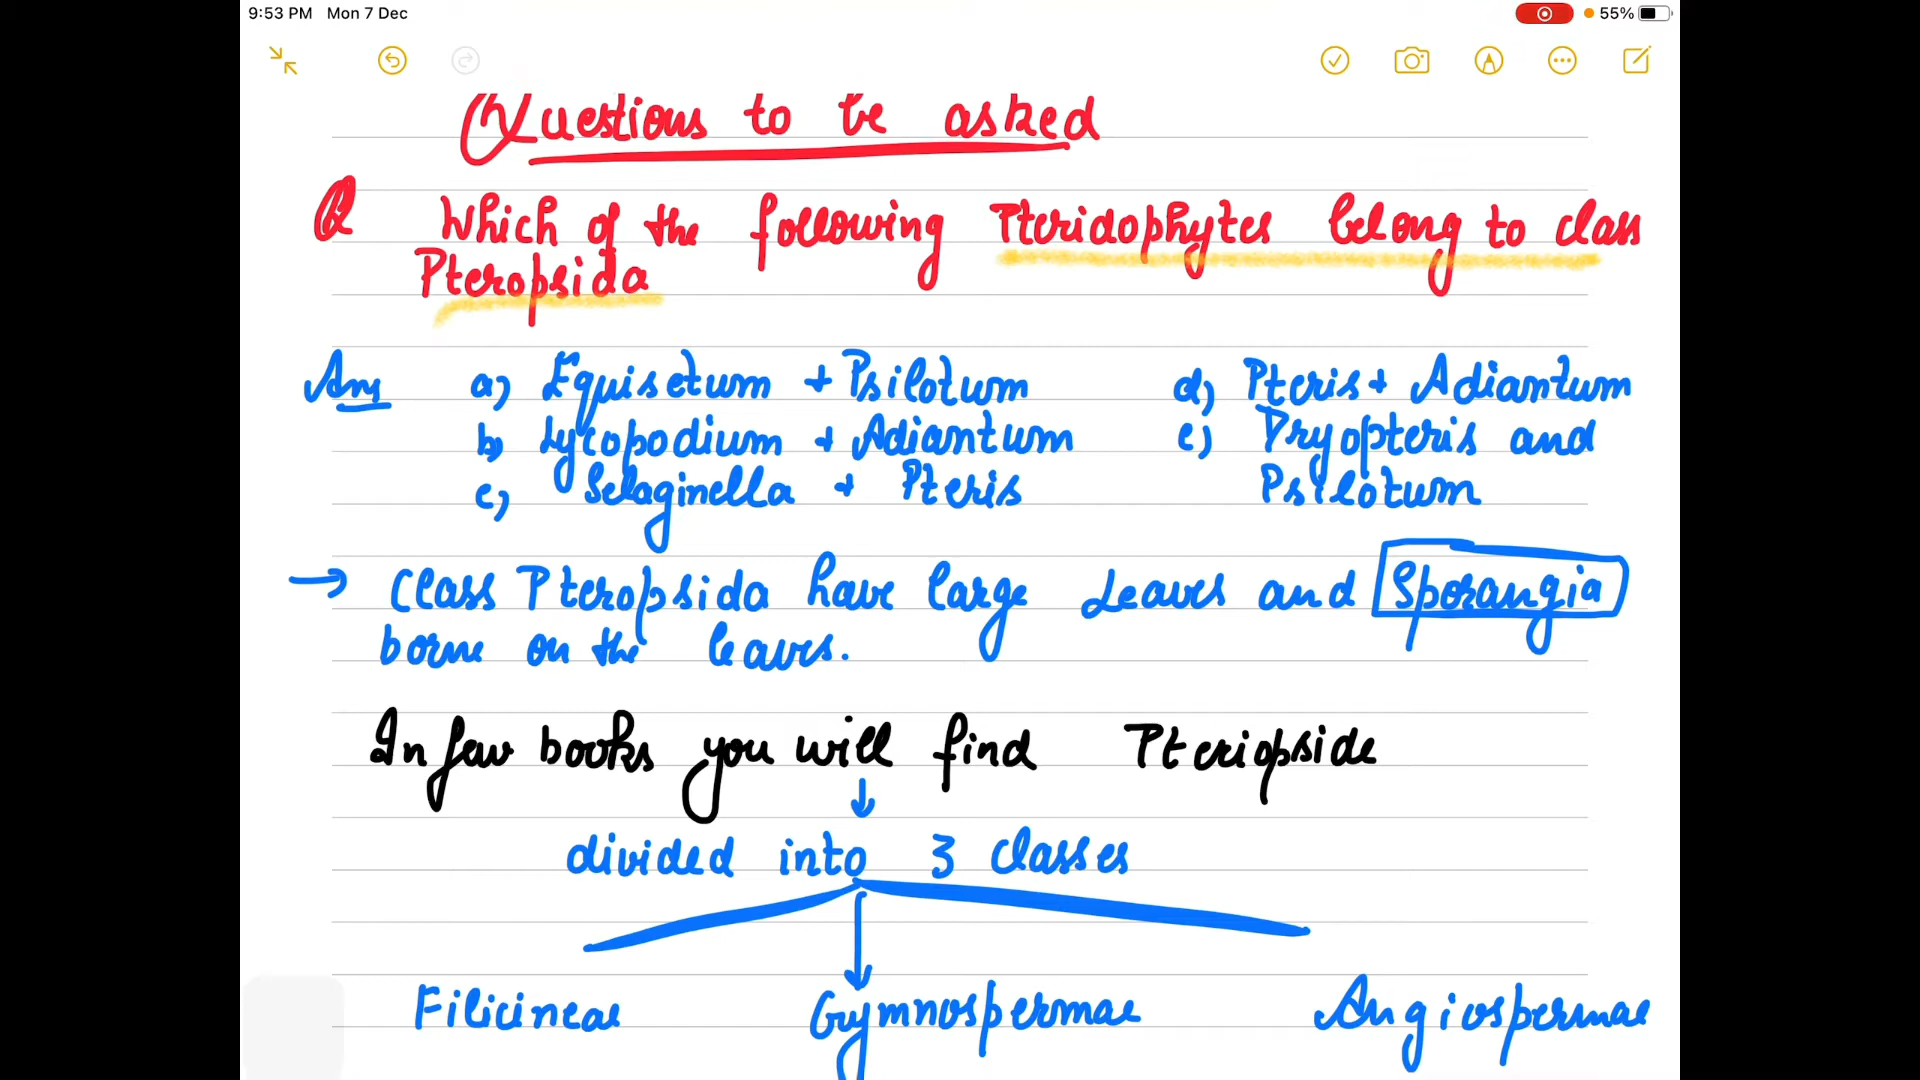 9:53 PM Mon 7 Dec
55%
Questions to be asked
Q Which of the following Pteridophytes belong to class
Pteropsida
Ans a) Equisetum + Psilotum
b) Lycopodium + Adiantum
c) Selaginella + Pteris
d) Pteris + Adiantum
e) Dryopteris and
Psilotum
→ Class Pteropsida have large Leaves and Sporangia
borne on the leaves.
In few books you will find Pteriopside
↓
divided into 3 classes
Filicineae Gymnospermae Angiospermae